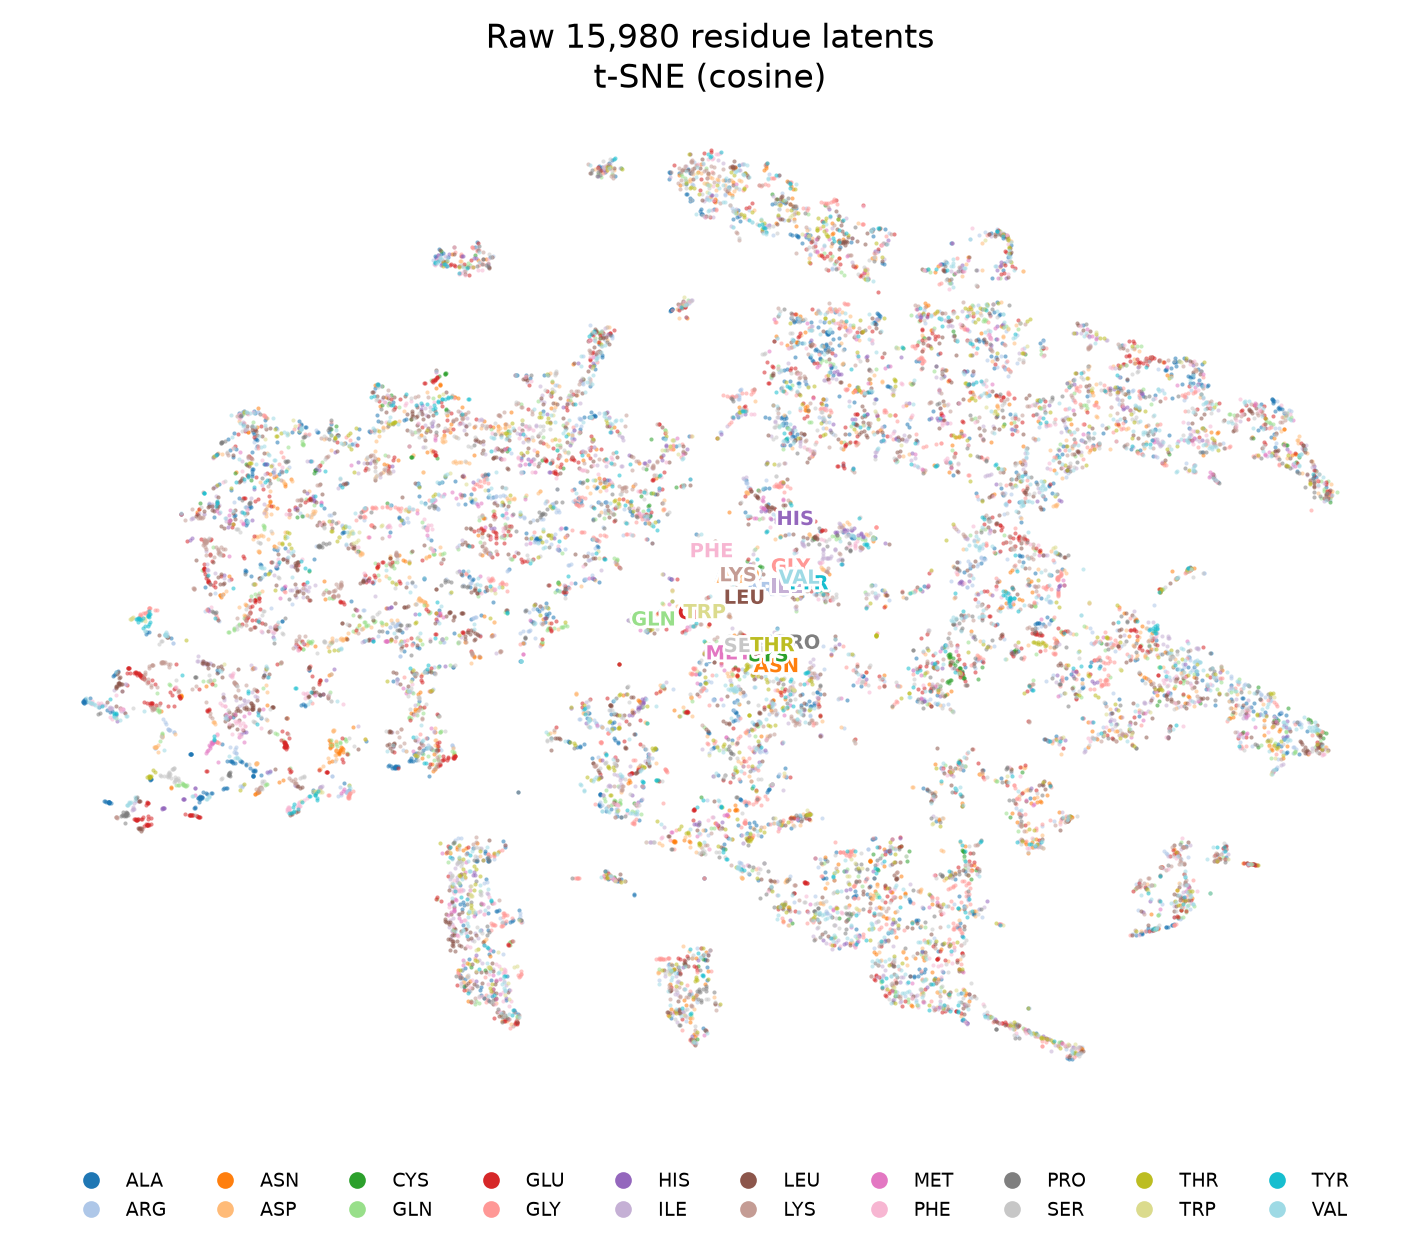 Raw 15,980 residue latents
t-SNE (cosine)
HIS
PHE
GLY
LYS
VAL
LEU
TRP
GLN
THR
ASN
ALA
ASN
CYS
GLU
HIS
LEU
MET
PRO
THR
TYR
ARG
ASP
GLN
GLY
ILE
LYS
PHE
SER
TRP
VAL